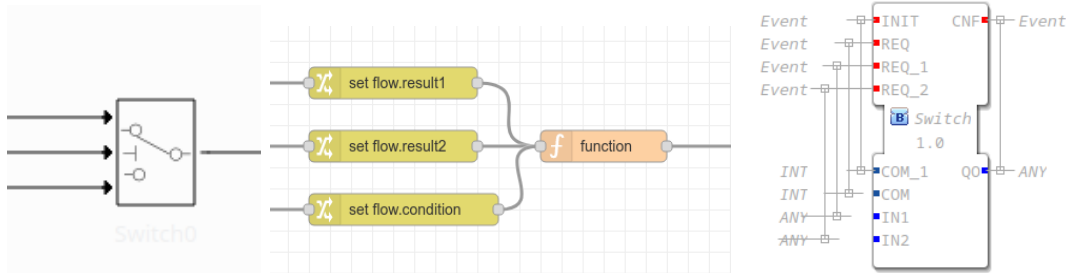 Switch0
set flow.result1
set flow.result2
function
set flow.condition
Event INIT CNF Event
Event REQ
Event REQ_1
Event REQ_2
B Switch
1.0
INT COM_1 QO ANY
INT COM
ANY IN1
ANY IN2